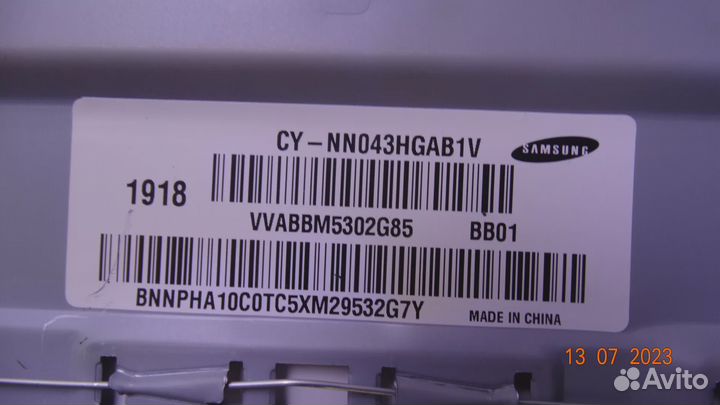 CY-NN043HGAB1V
SAMSUNG
1918
VVABBM5302G85 BB01
BNNPHA10C0TC5XM29532G7Y
MADE IN CHINA
13 07 2023
Avito